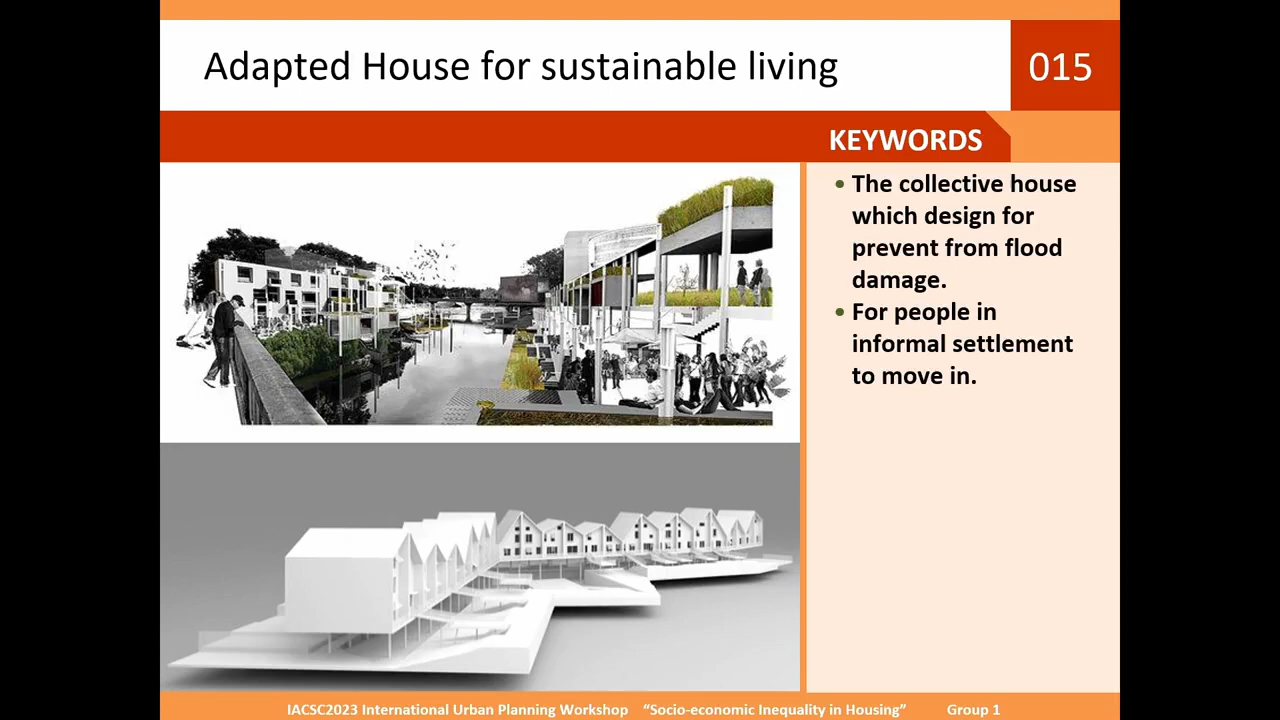 Adapted House for sustainable living
015
KEYWORDS
• The collective house
which design for
prevent from flood
damage.
• For people in
informal settlement
to move in.
IACSC2023 International Urban Planning Workshop “Socio-economic Inequality in Housing” Group 1